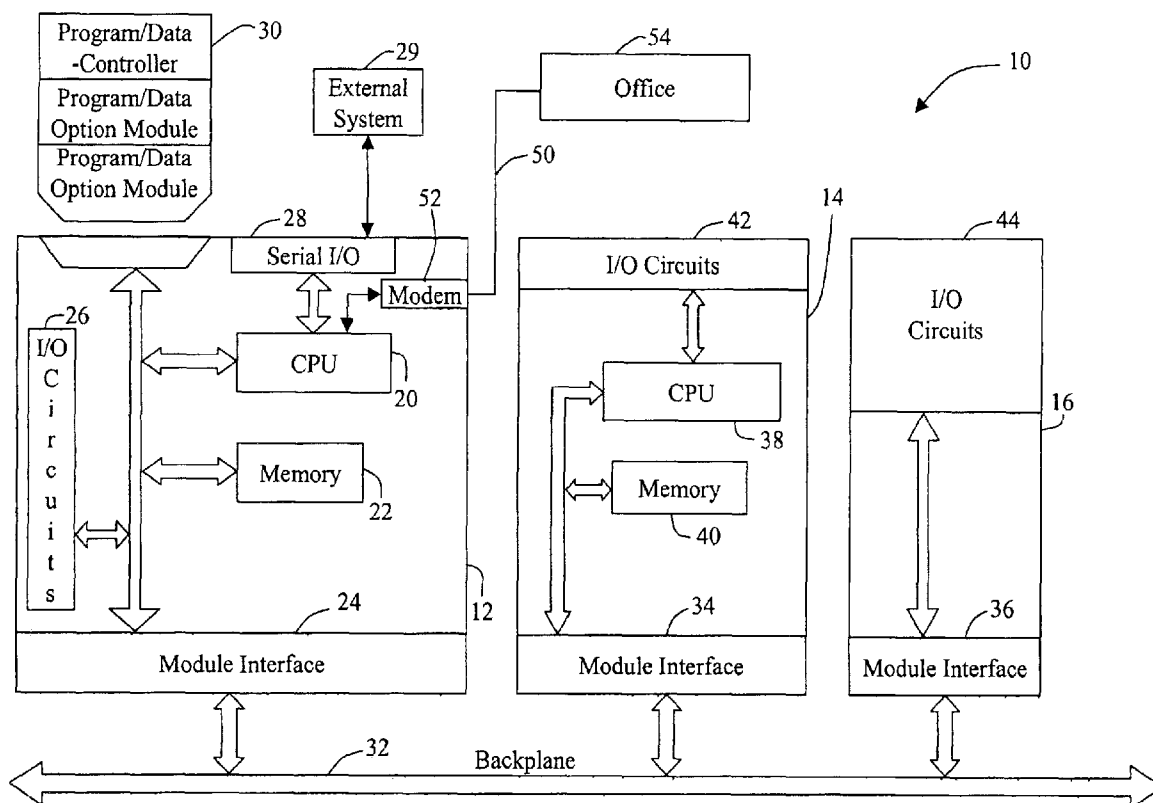 Program/Data
-Controller
Program/Data
Option Module
Program/Data
Option Module
30
29
External
System
54
Office
10
50
52
28
Serial I/O
Modem
26
I/O
Circuits
CPU
20
Memory
22
12
24
Module Interface
42
14
I/O Circuits
CPU
38
Memory
40
34
Module Interface
44
I/O
Circuits
16
36
Module Interface
32
Backplane